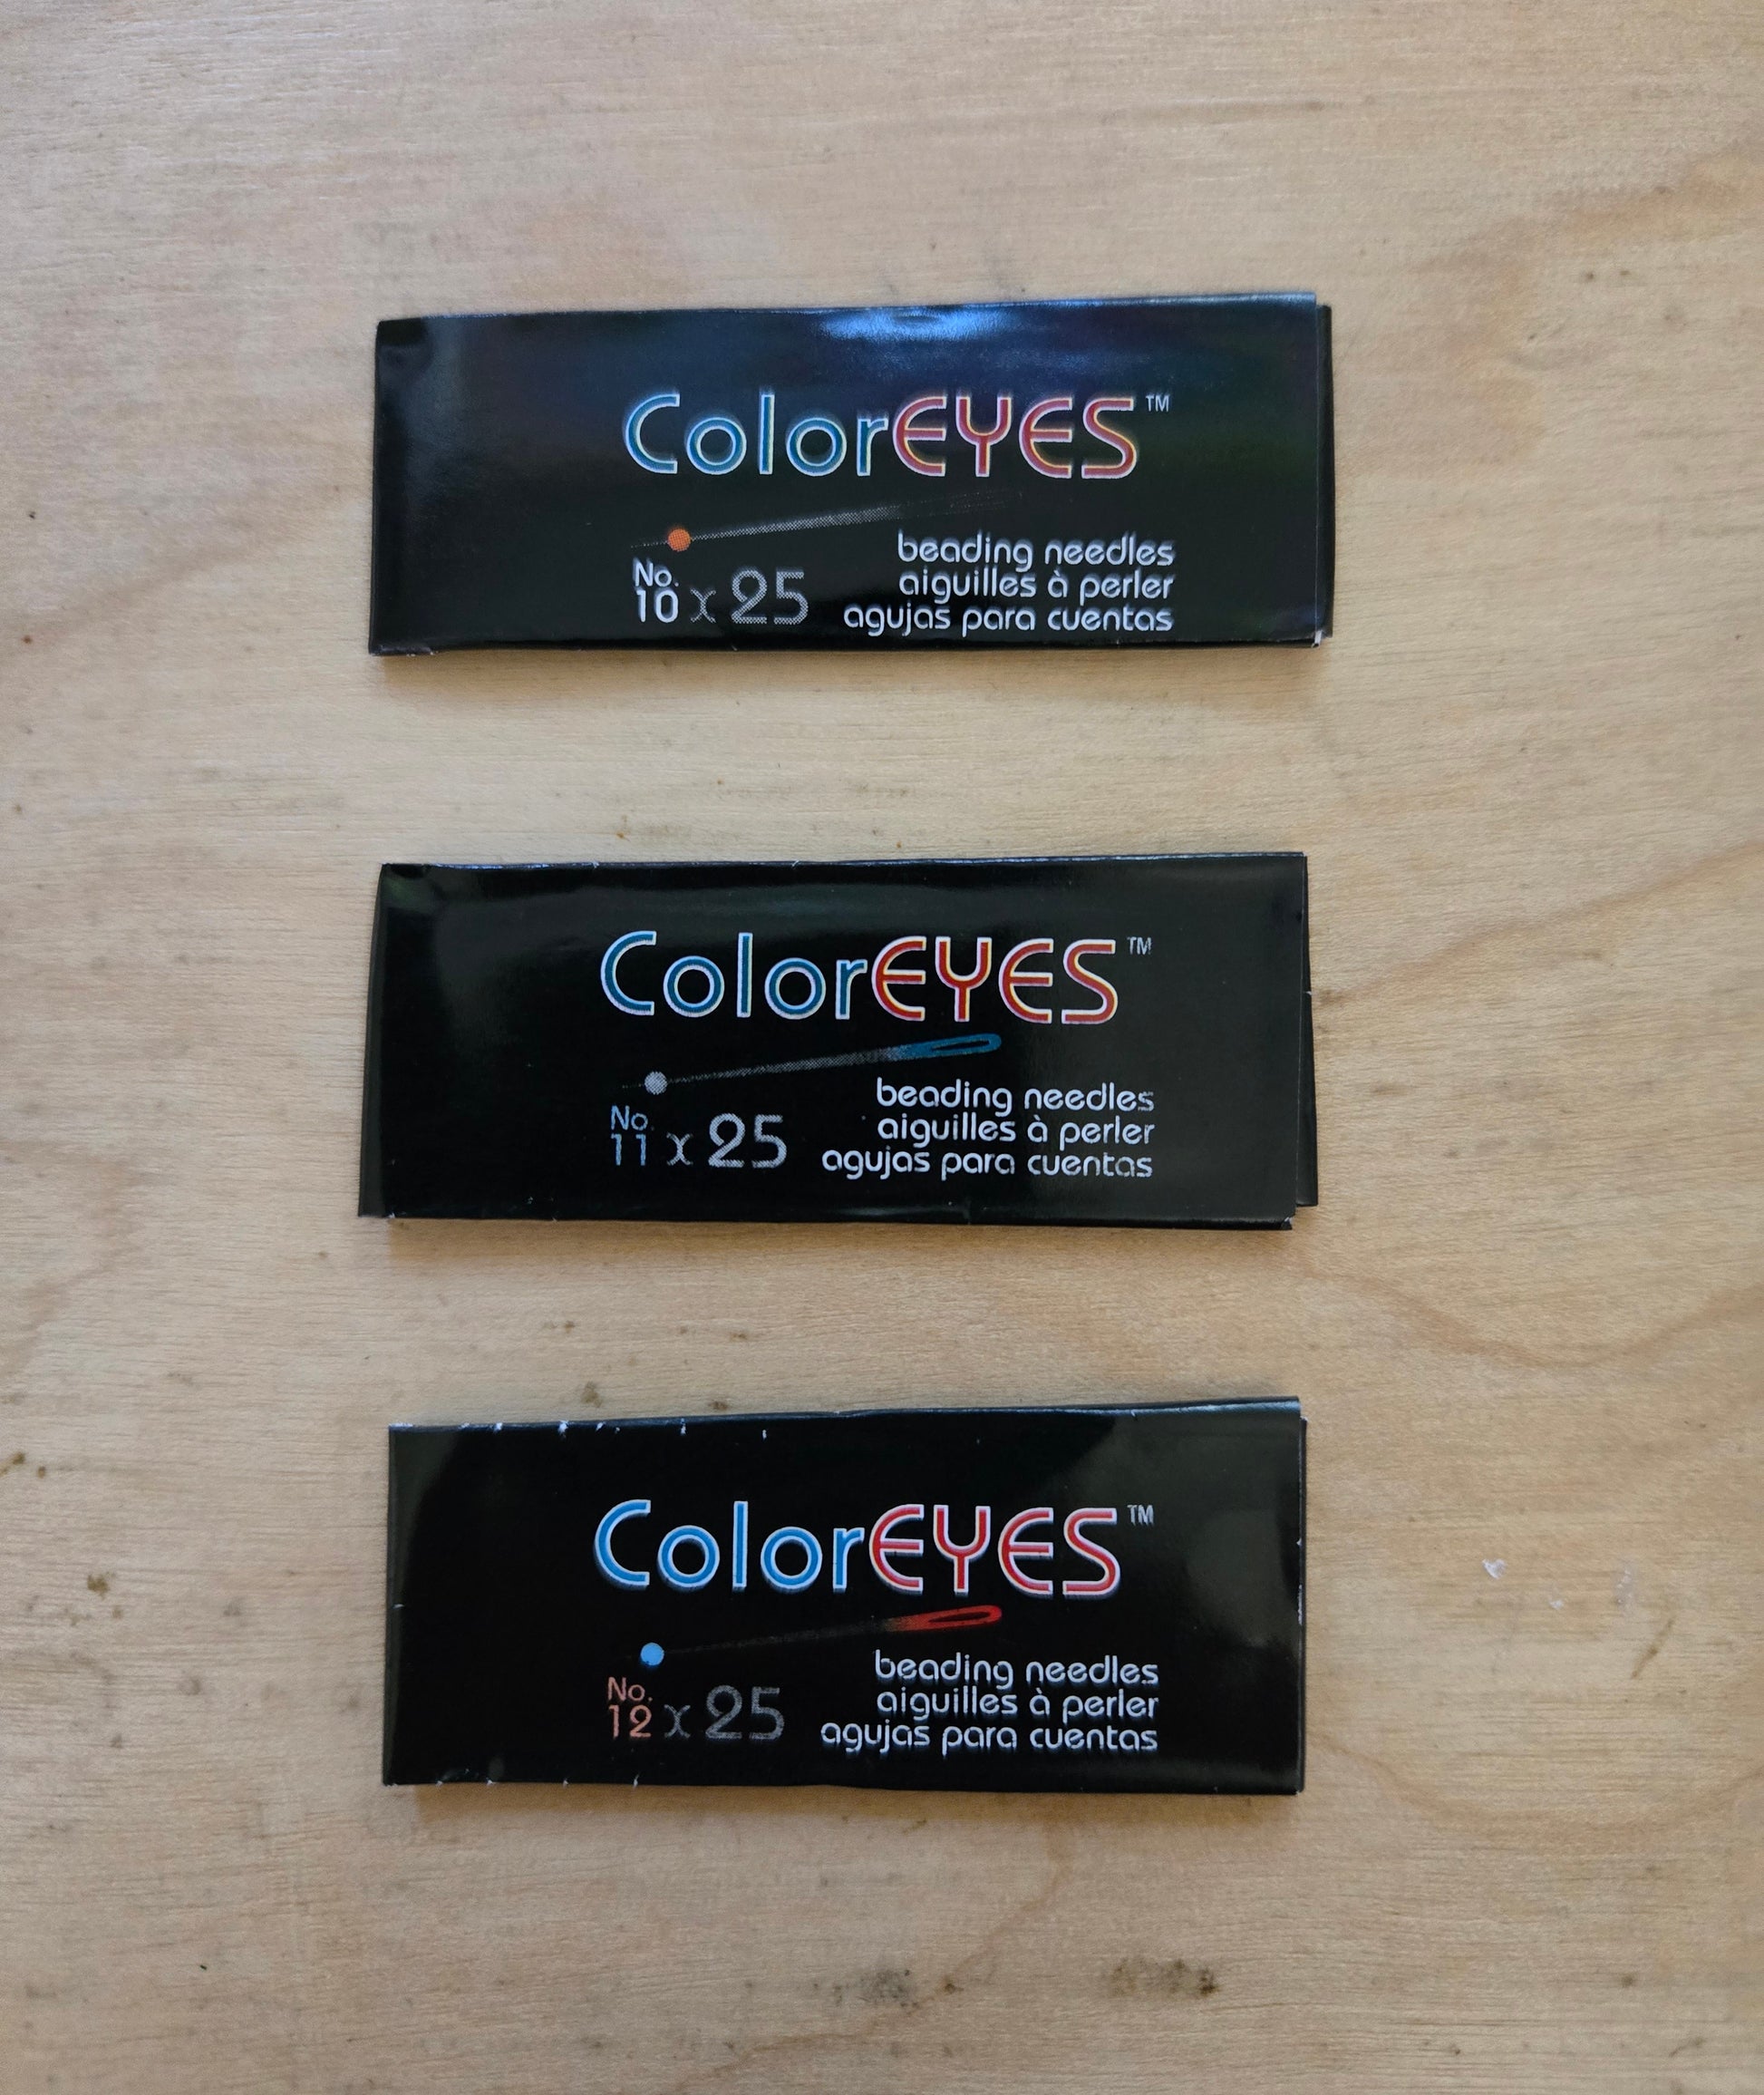 ColorEYES™
beading needles
No. aiguilles à perler
10 x 25 agujas para cuentas
ColorEYES™
beading needles
No. aiguilles à perler
11 x 25 agujas para cuentas
ColorEYES™
beading needles
No. aiguilles à perler
12 x 25 agujas para cuentas